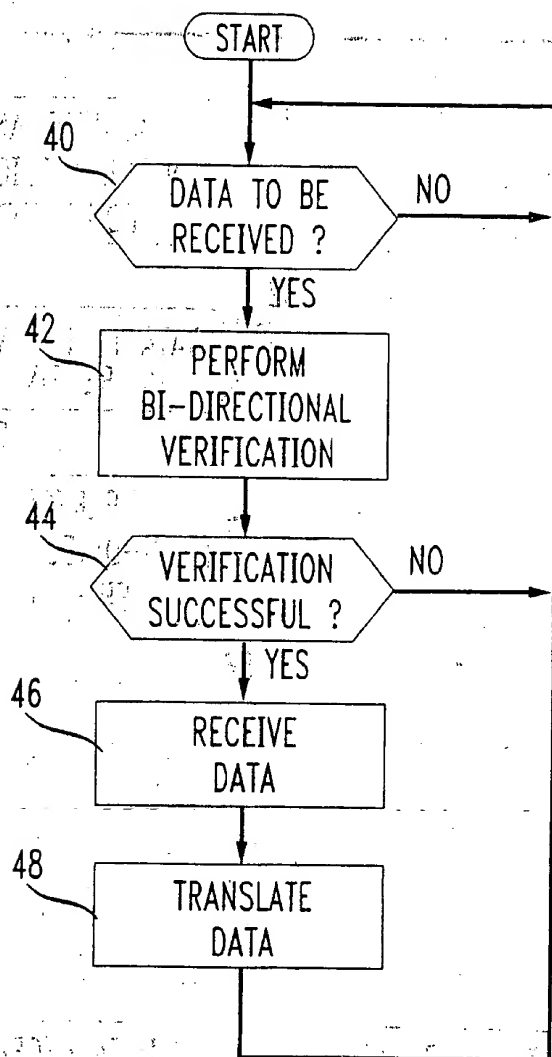 START
40
DATA TO BE
RECEIVED ?
NO
YES
42
PERFORM
BI-DIRECTIONAL
VERIFICATION
44
VERIFICATION
SUCCESSFUL ?
NO
YES
46
RECEIVE
DATA
48
TRANSLATE
DATA